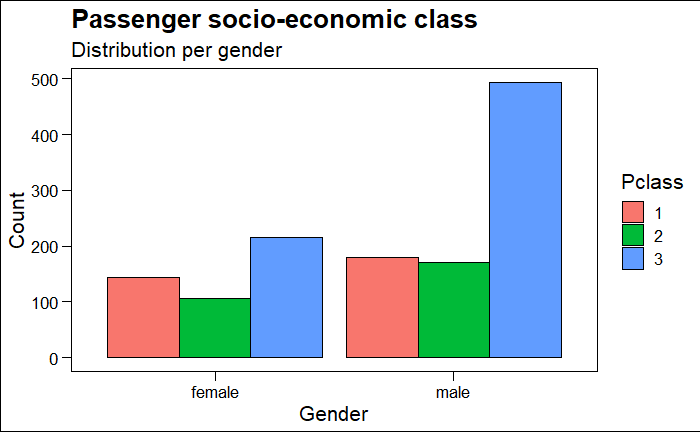 Passenger socio-economic class
Distribution per gender
Count
500
400
300
200
100
0
female
male
Gender
Pclass
1
2
3